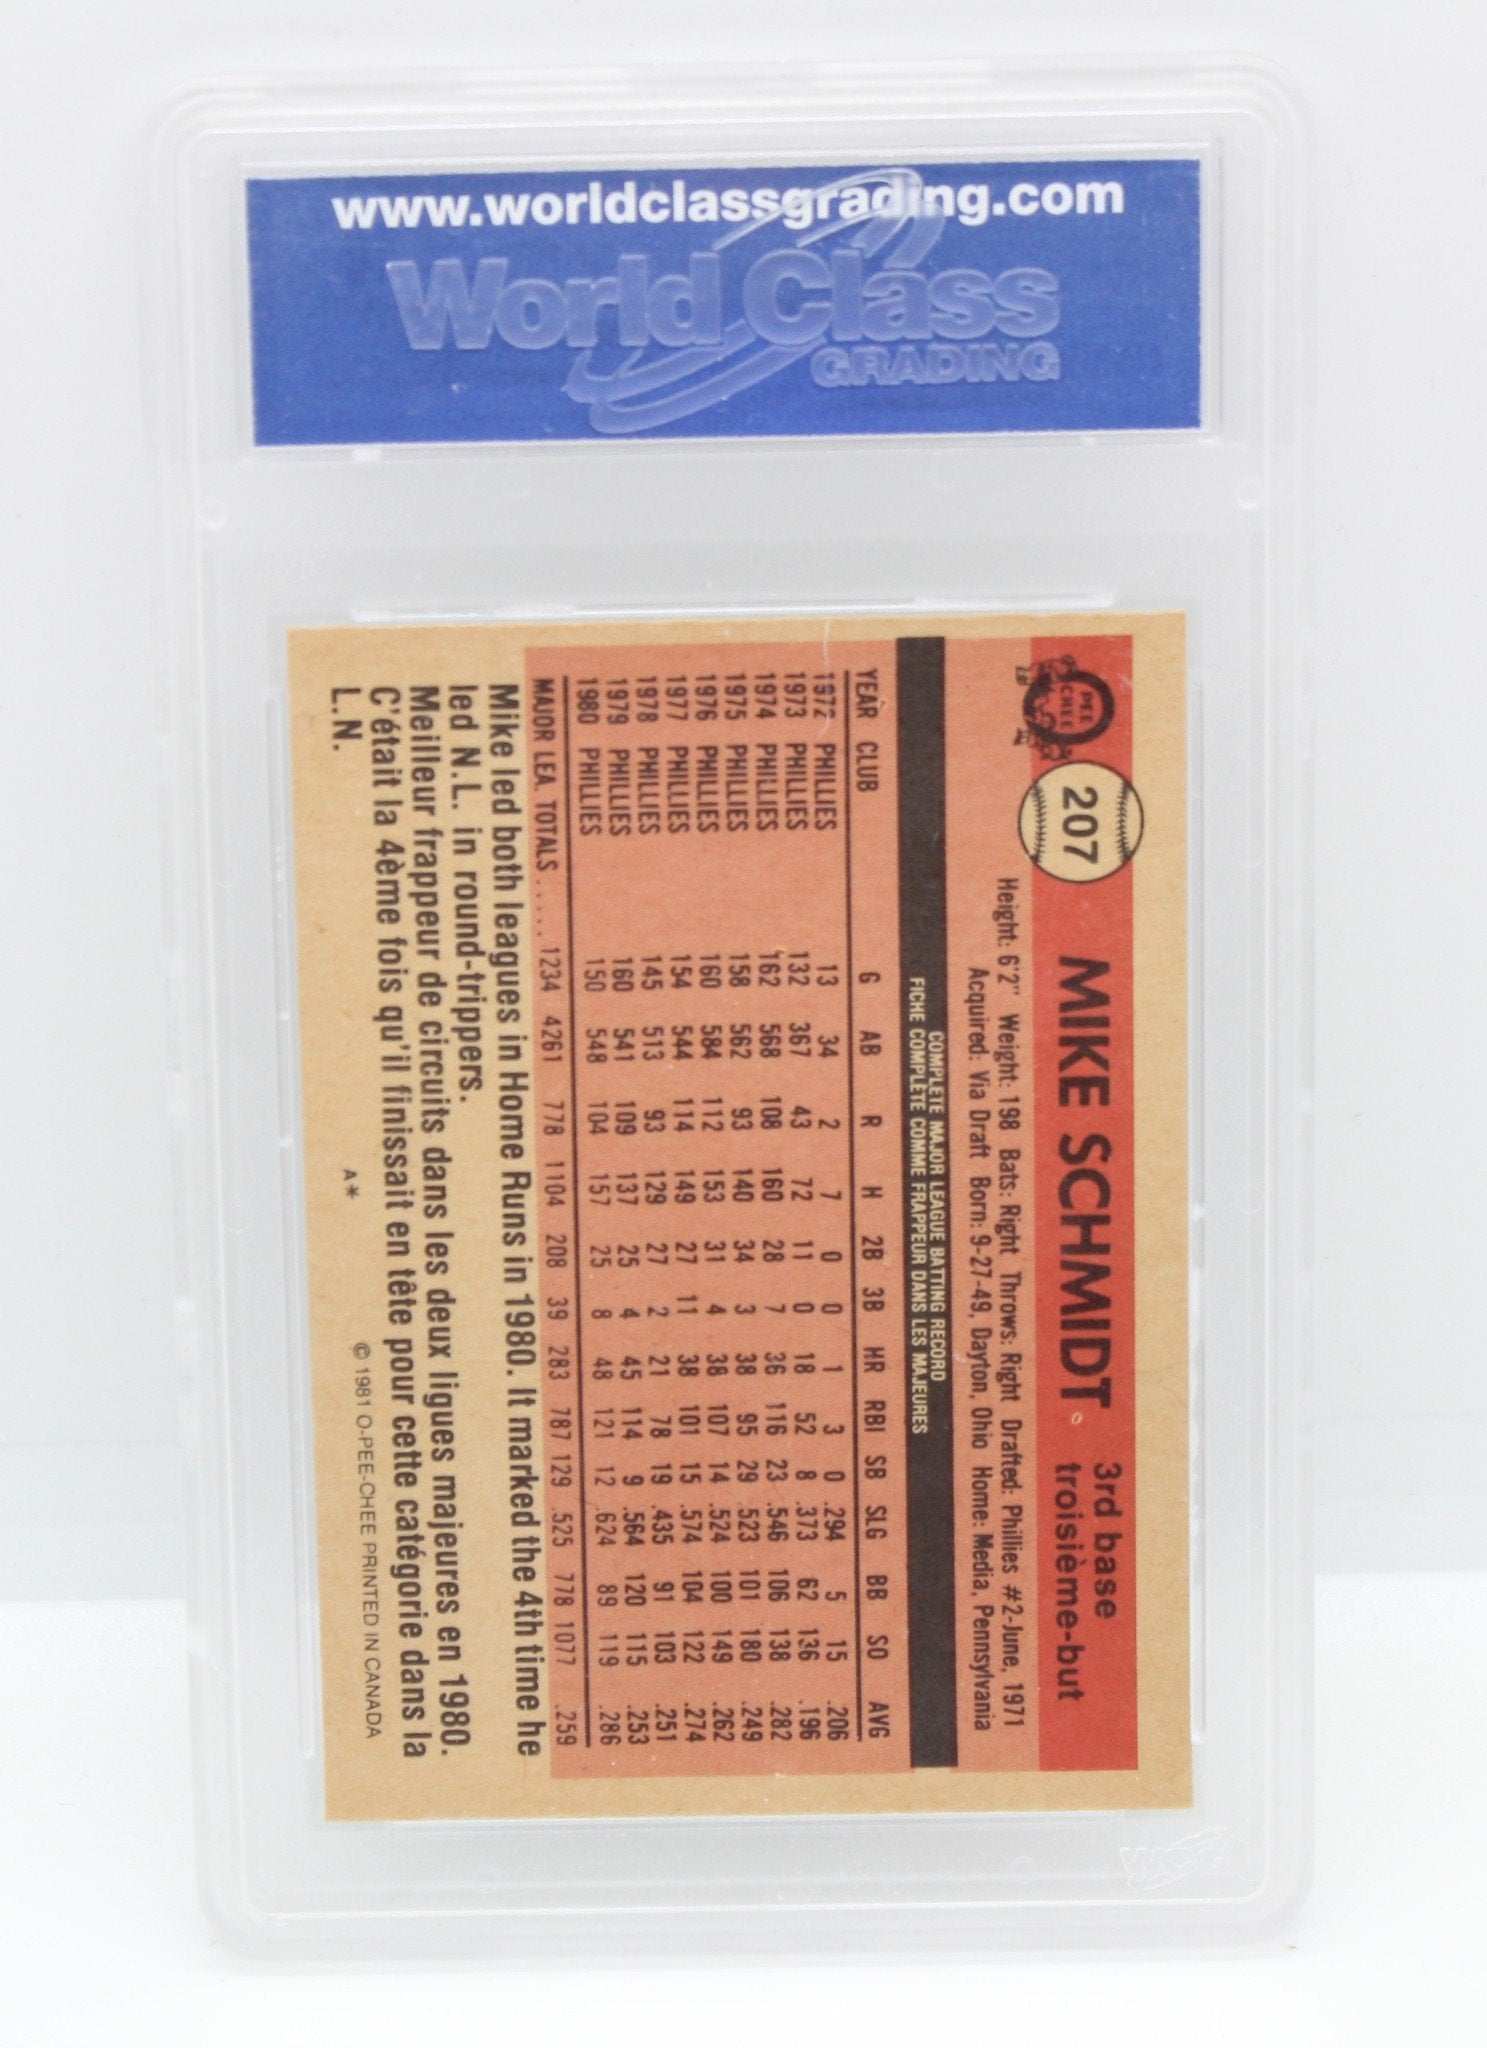 www.worldclassgrading.com
World Class
GRADING
O
PEE
CHEE
207
MIKE SCHMIDT
3rd base
troisième-but
Height: 6'2" Weight: 198 Bats: Right Throws: Right Drafted: Phillies #2-June, 1971
Acquired: Via Draft Born: 9-27-49, Dayton, Ohio Home: Media, Pennsylvania
COMPLETE MAJOR LEAGUE BATTING RECORD
FICHE COMPLÈTE COMME FRAPPEUR DANS LES MAJEURES
YEAR CLUB G AB R H 2B 3B HR RBI SB SLG BB SO AVG
1972 PHILLIES 13 34 2 7 0 0 1 3 0 .294 5 15 .206
1973 PHILLIES 132 367 43 72 11 0 18 52 8 .373 62 136 .196
1974 PHILLIES 162 568 108 160 28 7 36 116 23 .546 106 138 .282
1975 PHILLIES 158 562 93 140 34 3 38 95 29 .523 101 180 .249
1976 PHILLIES 160 584 112 153 31 4 38 107 14 .524 100 149 .262
1977 PHILLIES 154 544 114 149 27 11 38 101 15 .574 104 122 .274
1978 PHILLIES 145 513 93 129 27 2 21 78 19 .435 91 103 .251
1979 PHILLIES 160 541 109 137 25 4 45 114 9 .564 120 115 .253
1980 PHILLIES 150 548 104 157 25 8 48 121 12 .624 89 119 .286
MAJOR LEA. TOTALS ..... 1234 4261 778 1104 208 39 283 787 129 .525 778 1077 .259
Mike led both leagues in Home Runs in 1980. It marked the 4th time he
led N.L. in round-trippers.
Meilleur frappeur de circuits dans les deux ligues majeures en 1980.
C'était la 4ème fois qu'il finissait en tête pour cette catégorie dans la
L.N.
A*
© 1981 O-PEE-CHEE PRINTED IN CANADA
WCG